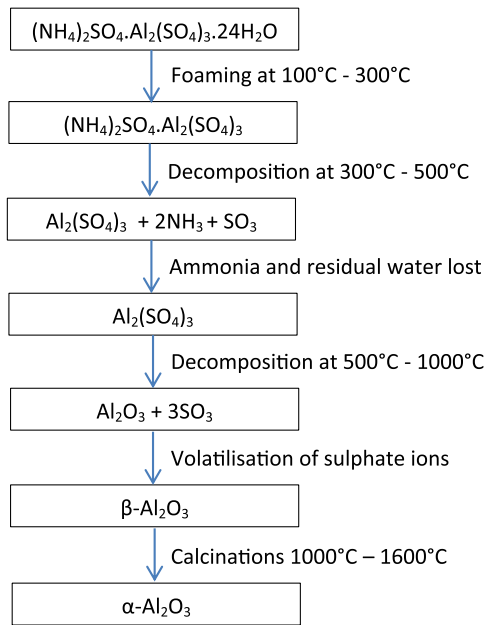 (NH₄)₂SO₄.Al₂(SO₄)₃.24H₂O
Foaming at 100°C - 300°C
(NH₄)₂SO₄.Al₂(SO₄)₃
Decomposition at 300°C - 500°C
Al₂(SO₄)₃ + 2NH₃ + SO₃
Ammonia and residual water lost
Al₂(SO₄)₃
Decomposition at 500°C - 1000°C
Al₂O₃ + 3SO₃
Volatilisation of sulphate ions
β-Al₂O₃
Calcinations 1000°C – 1600°C
α-Al₂O₃